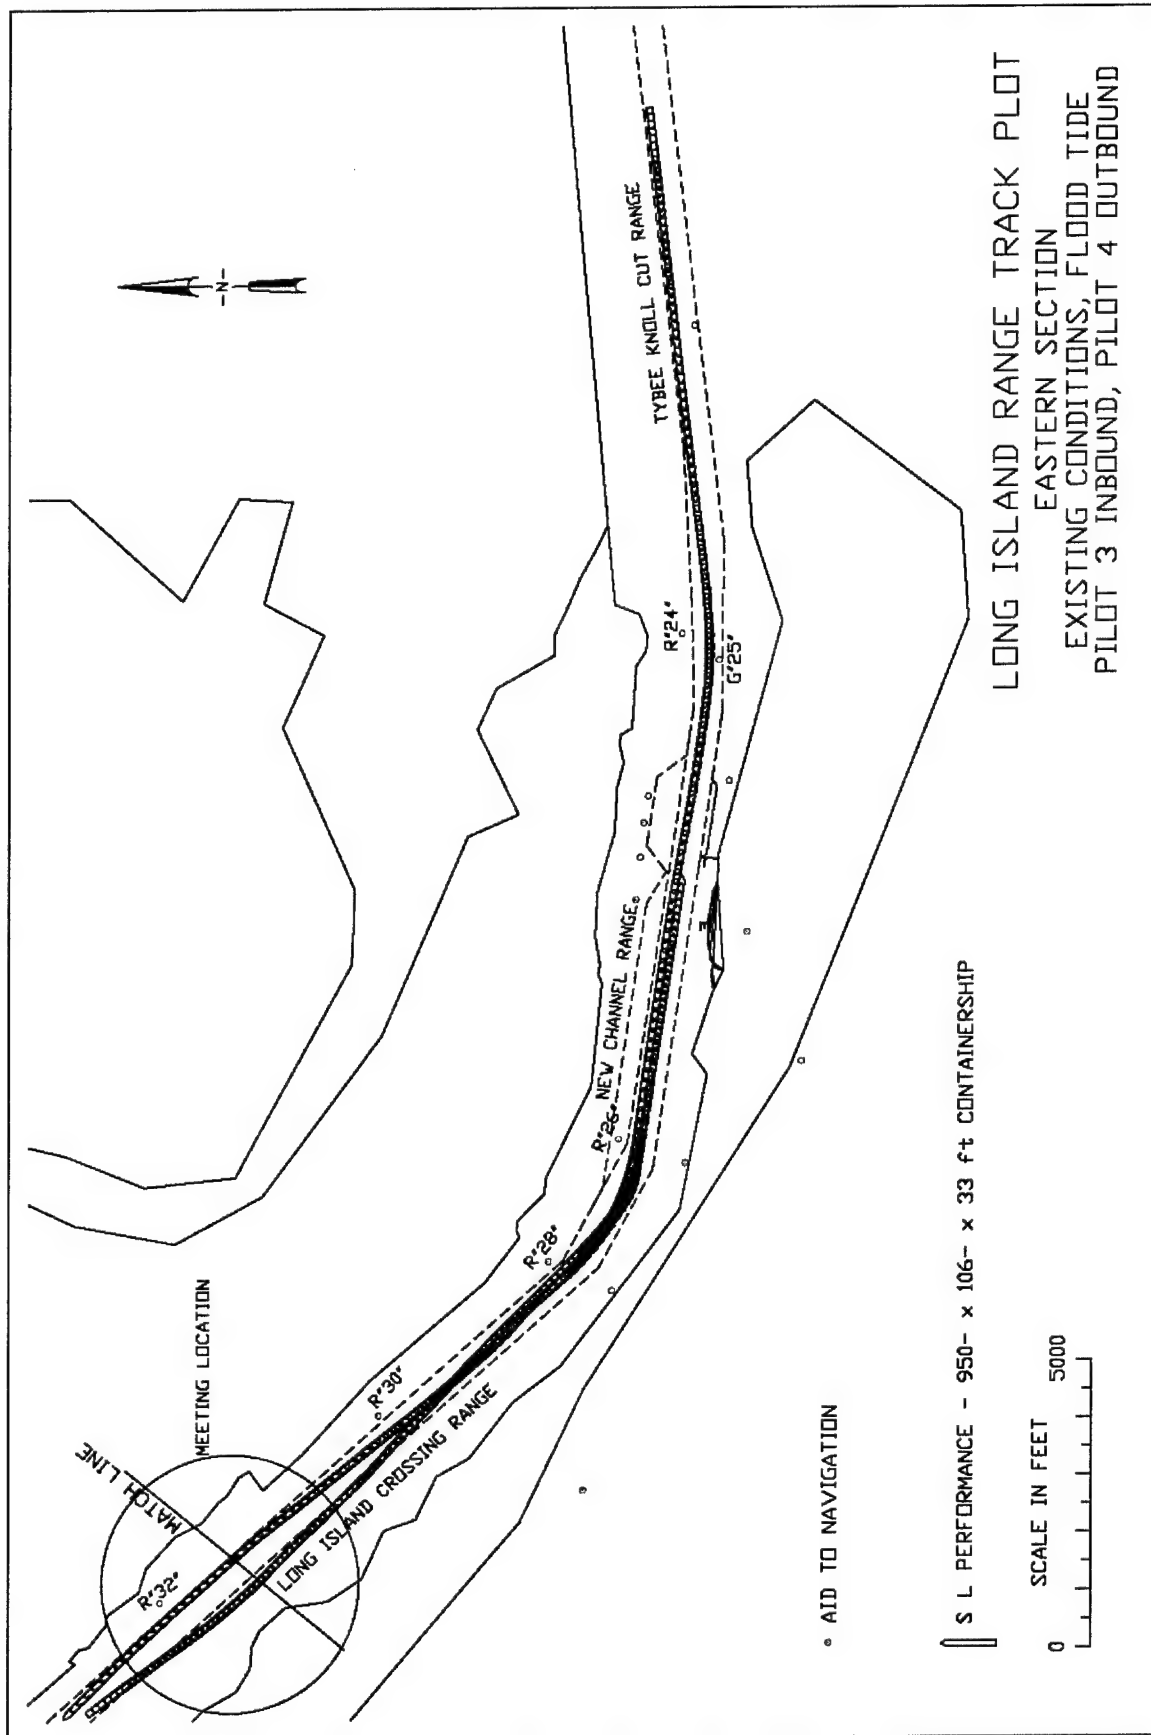 MATCH LINE
MEETING LOCATION
R"32"
R"30"
LONG ISLAND CROSSING RANGE
R"28"
R"26"
NEW CHANNEL RANGE
R"24"
G"25"
TYBEE KNOLL CUT RANGE
-N-
AID TO NAVIGATION
S L PERFORMANCE - 950- x 106- x 33 ft CONTAINERSHIP
SCALE IN FEET
0 5000
LONG ISLAND RANGE TRACK PLOT
EASTERN SECTION
EXISTING CONDITIONS, FLOOD TIDE
PILOT 3 INBOUND, PILOT 4 OUTBOUND